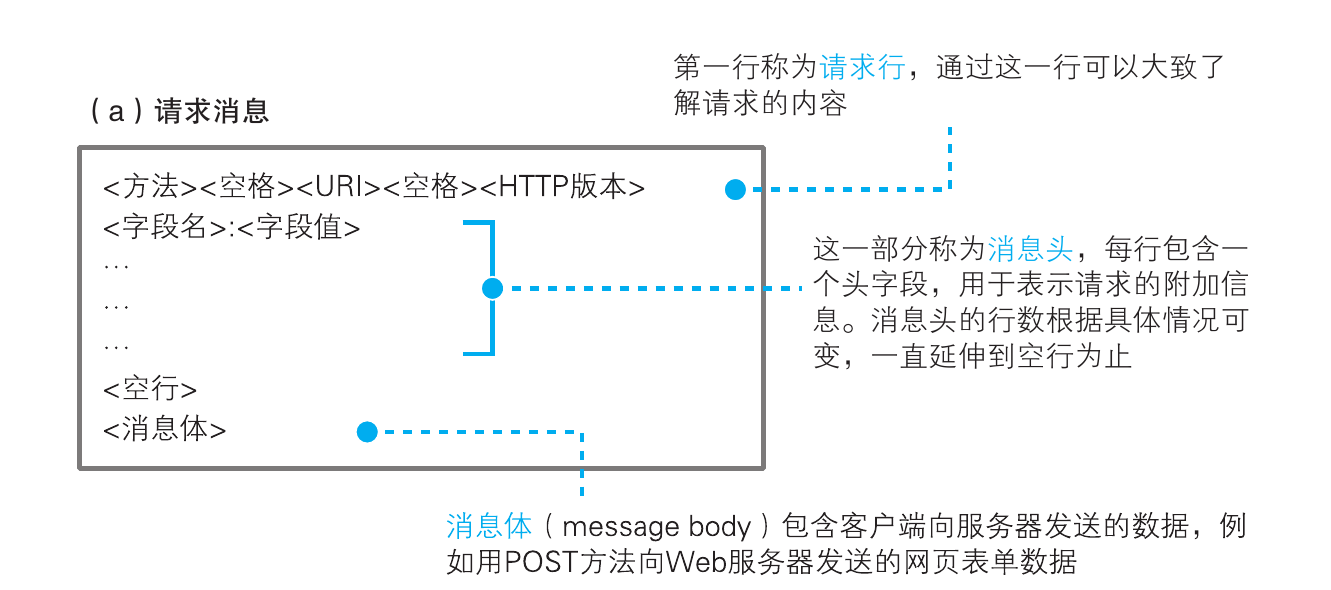 第一行称为请求行，通过这一行可以大致了
解请求的内容
（a）请求消息
<方法><空格><URI><空格><HTTP版本>
<字段名>:<字段值>
…
…
…
<空行>
<消息体>
这一部分称为消息头，每行包含一
个头字段，用于表示请求的附加信
息。消息头的行数根据具体情况可
变，一直延伸到空行为止
消息体（message body）包含客户端向服务器发送的数据，例
如用POST方法向Web服务器发送的网页表单数据